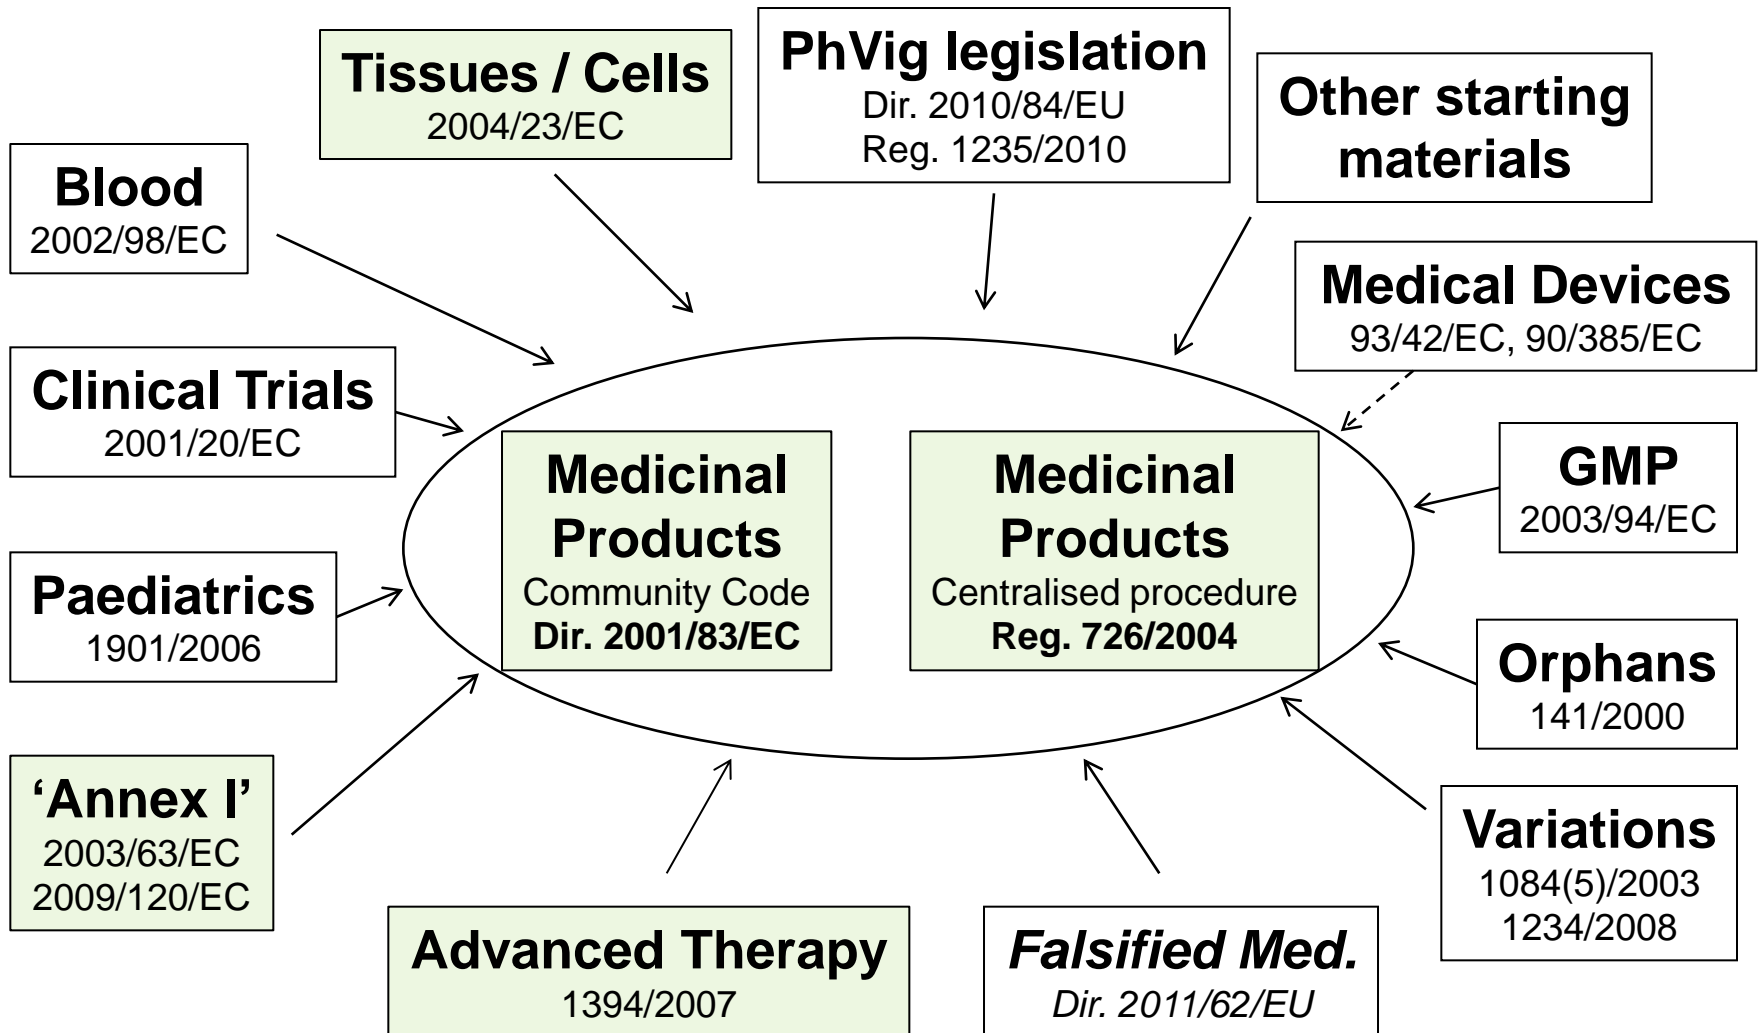 Tissues / Cells
2004/23/EC
PhVig legislation
Dir. 2010/84/EU
Reg. 1235/2010
Other starting
materials
Blood
2002/98/EC
Medical Devices
93/42/EC, 90/385/EC
Clinical Trials
2001/20/EC
Medicinal
Products
Community Code
Dir. 2001/83/EC
Medicinal
Products
Centralised procedure
Reg. 726/2004
GMP
2003/94/EC
Paediatrics
1901/2006
Orphans
141/2000
‘Annex I’
2003/63/EC
2009/120/EC
Variations
1084(5)/2003
1234/2008
Advanced Therapy
1394/2007
Falsified Med.
Dir. 2011/62/EU